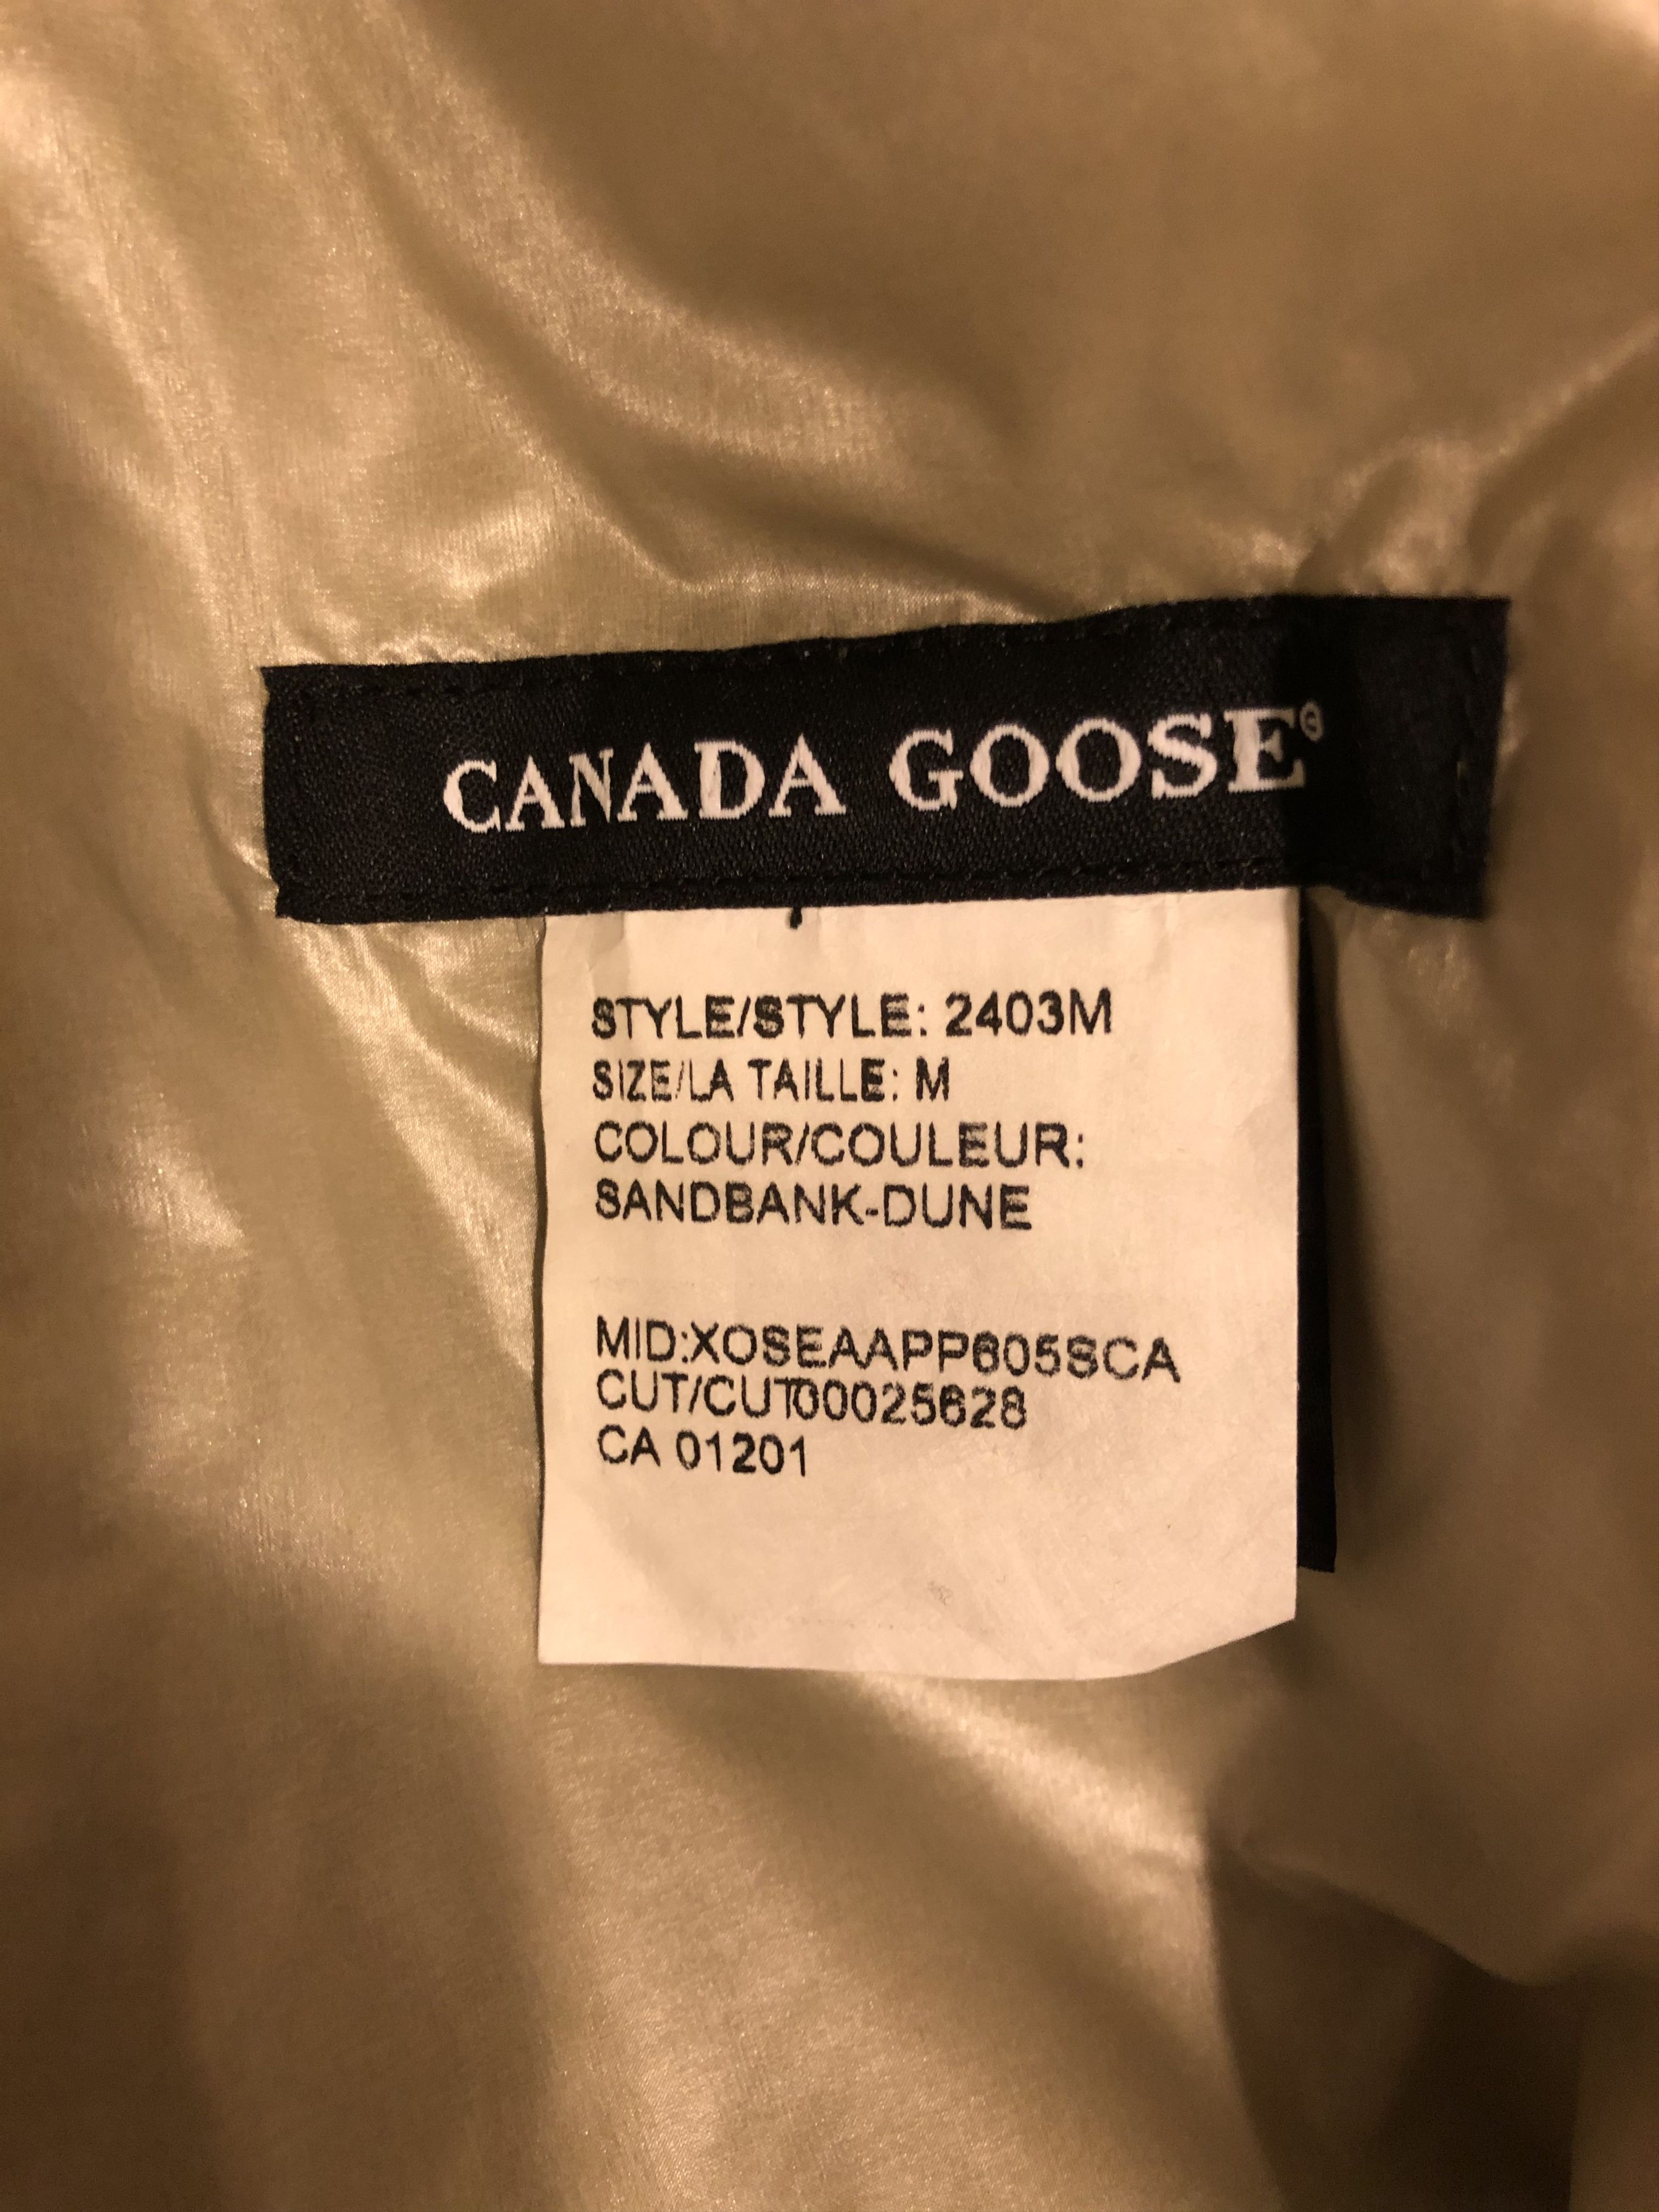 CANADA GOOSE®
STYLE/STYLE: 2403M
SIZE/LA TAILLE: M
COLOUR/COULEUR:
SANDBANK-DUNE
MID:XOSEAAPP605SCA
CUT/CUT00025628
CA 01201